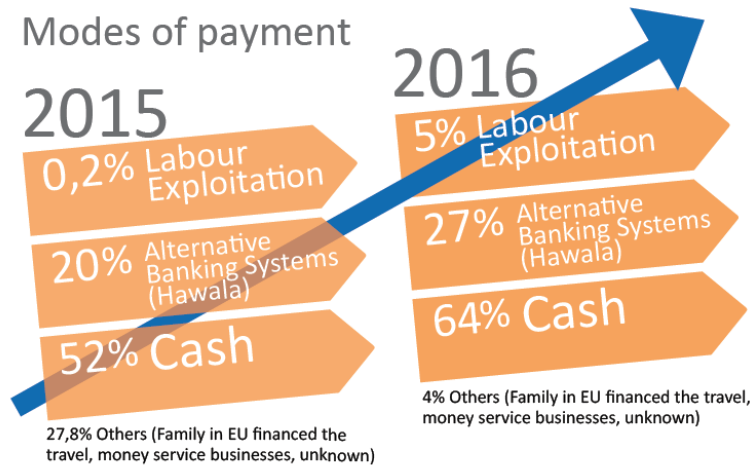 Modes of payment
2015
0,2% Labour
Exploitation
20% Alternative
Banking Systems
(Hawala)
52% Cash
27,8% Others (Family in EU financed the
travel, money service businesses, unknown)
2016
5% Labour
Exploitation
27% Alternative
Banking Systems
(Hawala)
64% Cash
4% Others (Family in EU financed the travel,
money service businesses, unknown)